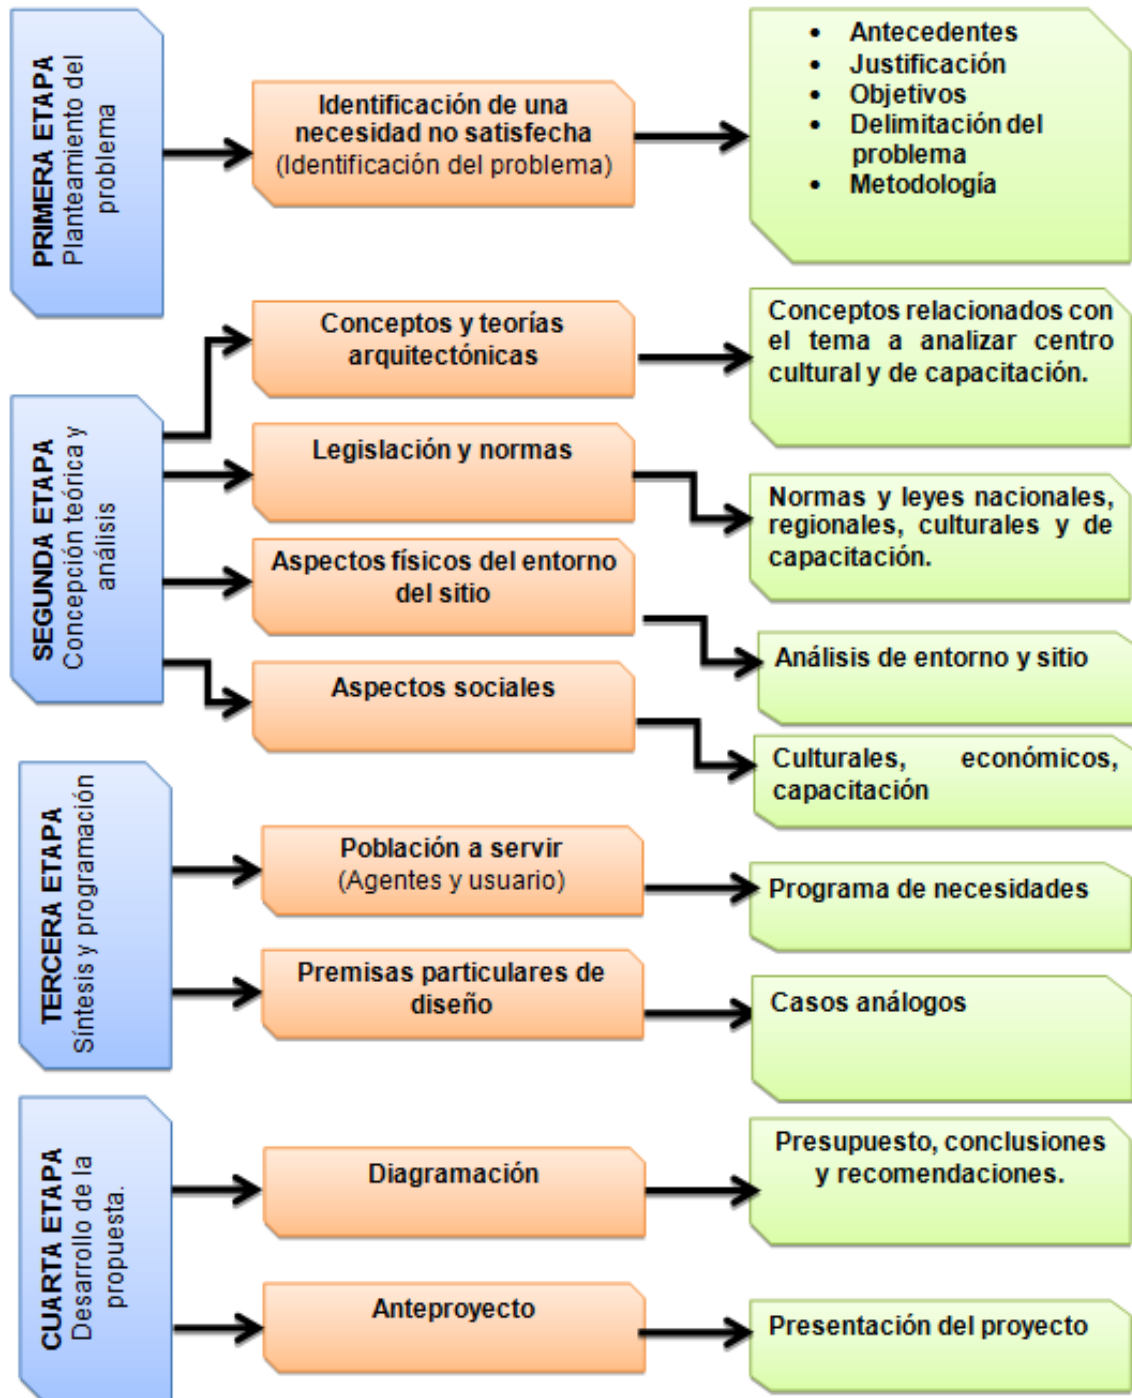 PRIMERA ETAPA
Planteamiento del
problema
Identificación de una
necesidad no satisfecha
(Identificación del problema)
• Antecedentes
• Justificación
• Objetivos
• Delimitación del
problema
• Metodología
SEGUNDA ETAPA
Concepción teórica y
análisis
Conceptos y teorías
arquitectónicas
Conceptos relacionados con
el tema a analizar centro
cultural y de capacitación.
Legislación y normas
Normas y leyes nacionales,
regionales, culturales y de
capacitación.
Aspectos físicos del entorno
del sitio
Análisis de entorno y sitio
Aspectos sociales
Culturales, económicos,
capacitación
TERCERA ETAPA
Síntesis y programación
Población a servir
(Agentes y usuario)
Programa de necesidades
Premisas particulares de
diseño
Casos análogos
CUARTA ETAPA
Desarrollo de la
propuesta.
Diagramación
Presupuesto, conclusiones
y recomendaciones.
Anteproyecto
Presentación del proyecto